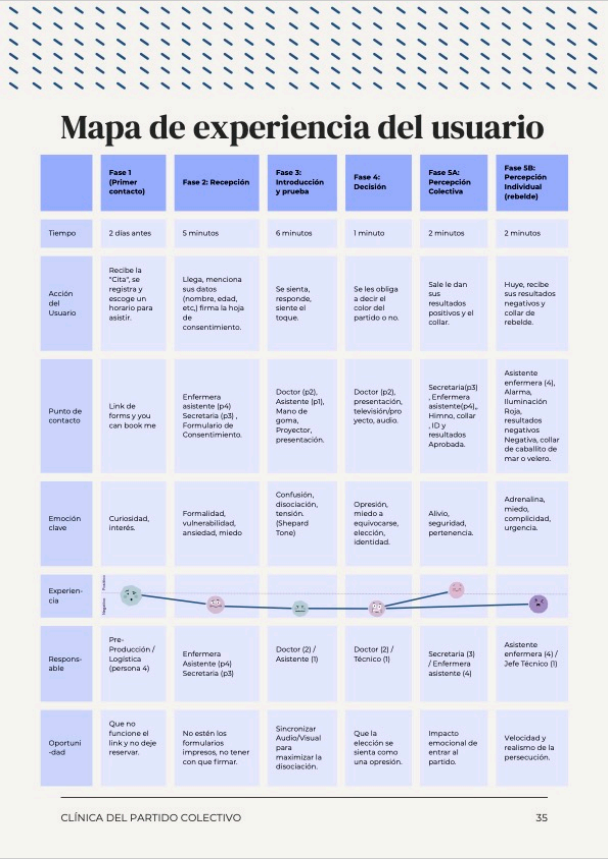 Mapa de experiencia del usuario
Fase 1
(Primer
contacto)
Fase 2: Recepción
Fase 3:
Introducción
y prueba
Fase 4:
Decisión
Fase 5A:
Percepción
Colectiva
Fase 5B:
Percepción
Individual
(rebelde)
Tiempo
2 días antes
5 minutos
6 minutos
1 minuto
2 minutos
2 minutos
Acción
del
Usuario
Recibe la
"Cita", se
registra y
escoge un
horario para
asistir.
Llega, menciona
sus datos
(nombre, edad,
etc,) firma la hoja
de
consentimiento.
Se sienta,
responde,
siente el
toque.
Se les obliga
a decir el
color del
partido o no.
Sale le dan
sus
resultados
positivos y el
collar.
Huye, recibe
sus resultados
negativos y
collar de
rebelde.
Punto de
contacto
Link de
forms y you
can book me
Enfermera
asistente (p4)
Secretaria (p3) ,
Formulario de
Consentimiento.
Doctor (p2),
Asistente (p1),
Mano de
goma,
Proyector,
presentación.
Doctor (p2),
presentación,
televisión/pro
yecto, audio.
Secretaria(p3)
, Enfermera
asistente(p4),,
Himno, collar
, ID y
resultados
Aprobada.
Asistente
enfermera (4),
Alarma,
Iluminación
Roja,
resultados
negativos
Negativa, collar
de caballito de
mar o velero.
Emoción
clave
Curiosidad,
interés.
Formalidad,
vulnerabilidad,
ansiedad, miedo
Confusión,
disociación,
tensión.
(Shepard
Tone)
Opresión,
miedo a
equivocarse,
elección,
identidad.
Alivio,
seguridad,
pertenencia.
Adrenalina,
miedo,
complicidad,
urgencia.
Experien-
cia
Positivo
Negativo
Respons-
able
Pre-
Producción /
Logística
(persona 4)
Enfermera
Asistente (p4)
Secretaria (p3)
Doctor (2) /
Asistente (1)
Doctor (2) /
Técnico (1)
Secretaria (3)
/ Enfermera
asistente (4)
Asistente
enfermera (4) /
Jefe Técnico (1)
Oportuni
-dad
Que no
funcione el
link y no deje
reservar.
No estén los
formularios
impresos, no tener
con que firmar.
Sincronizar
Audio/Visual
para
maximizar la
disociación.
Que la
elección se
sienta como
una opresión.
Impacto
emocional de
entrar al
partido.
Velocidad y
realismo de la
persecución.
CLÍNICA DEL PARTIDO COLECTIVO
35